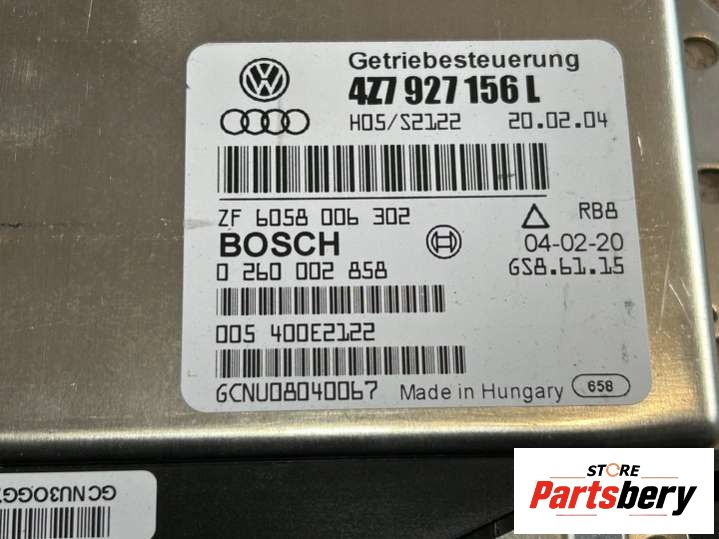 Getriebesteuerung
4Z7 927 156 L
H05/S2122 20.02.04
ZF 6058 006 302 RB8
BOSCH 04-02-20
0 260 002 858 GS8.61.15
005 400E2122
GCNU08040067 Made in Hungary 658
STORE
Partsbery